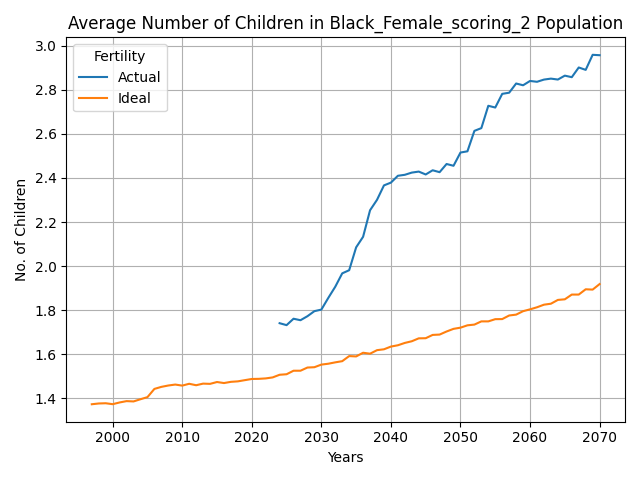 Average Number of Children in Black_Female_scoring_2 Population
Fertility
Actual
Ideal
No. of Children
3.0
2.8
2.6
2.4
2.2
2.0
1.8
1.6
1.4
2000 2010 2020 2030 2040 2050 2060 2070
Years